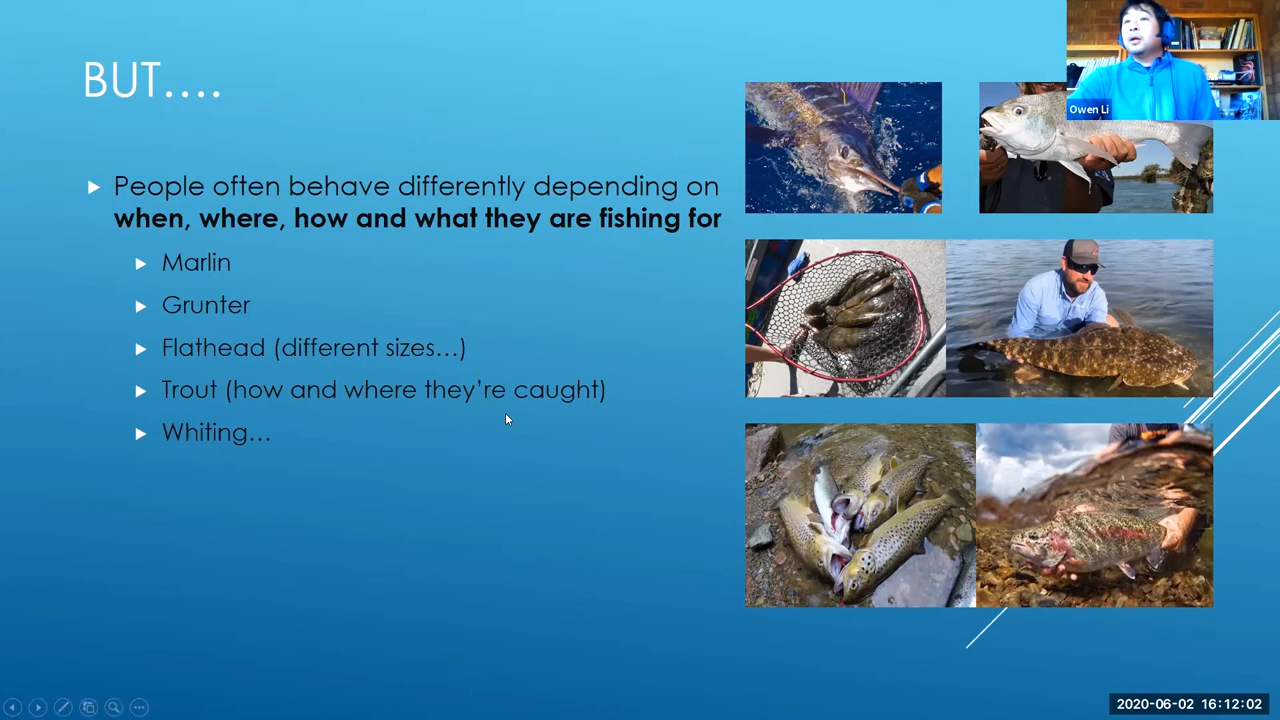 BUT....
People often behave differently depending on
when, where, how and what they are fishing for
Marlin
Grunter
Flathead (different sizes...)
Trout (how and where they're caught)
Whiting...
Owen Li
2020-06-02 16:12:02